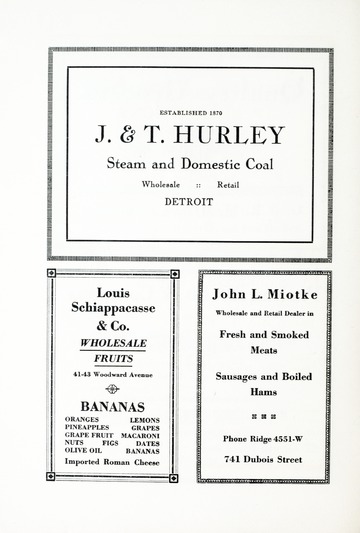 ESTABLISHED 1870
J. & T. HURLEY
Steam and Domestic Coal
Wholesale :: Retail
DETROIT
Louis
Schiappacasse
& Co.
WHOLESALE
FRUITS
41-43 Woodward Avenue
BANANAS
ORANGES LEMONS
PINEAPPLES GRAPES
GRAPE FRUIT MACARONI
NUTS FIGS DATES
OLIVE OIL BANANAS
Imported Roman Cheese
John L. Miotke
Wholesale and Retail Dealer in
Fresh and Smoked
Meats
Sausages and Boiled
Hams
Phone Ridge 4551-W
741 Dubois Street